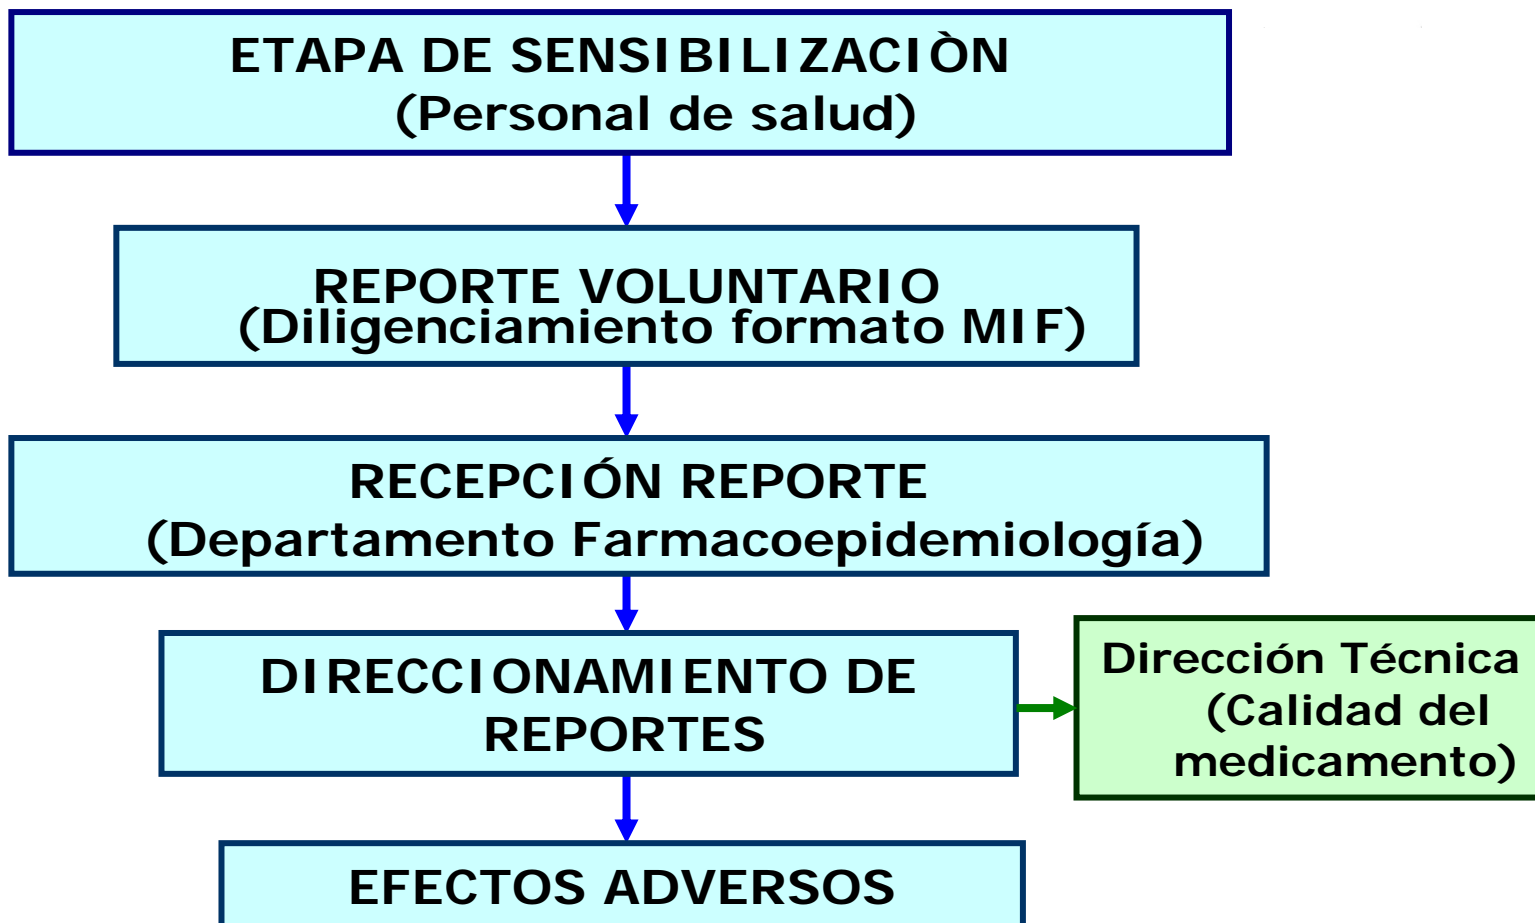 ETAPA DE SENSIBILIZACIÒN
(Personal de salud)
REPORTE VOLUNTARIO
(Diligenciamiento formato MIF)
RECEPCIÓN REPORTE
(Departamento Farmacoepidemiología)
DIRECCIONAMIENTO DE
REPORTES
Dirección Técnica
(Calidad del
medicamento)
EFECTOS ADVERSOS